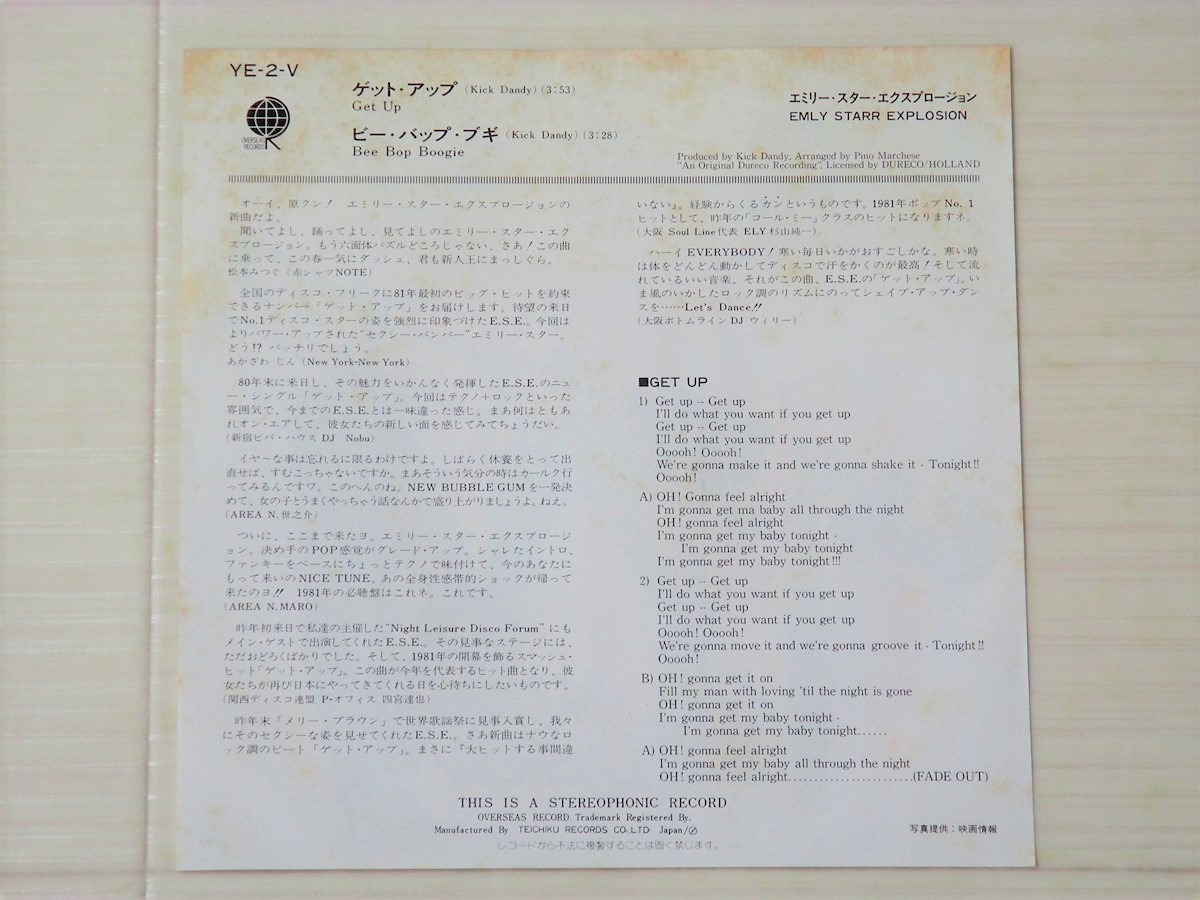 YE-2-V
OVERSEAS
RECORDS
ゲット・アップ (Kick Dandy) (3:53)
Get Up
ビー・バップ・ブギ (Kick Dandy) (3:28)
Bee Bop Boogie
エミリー・スター・エクスプロージョン
EMLY STARR EXPLOSION
Produced by Kick Dandy, Arranged by Pino Marchese
"An Original Dureco Recording", Licensed by DURECO/HOLLAND
オーイ、原クン! エミリー・スター・エクスプロージョンの
新曲だよ。
聞いてよし、踊ってよし、見てよしのエミリー・スター・エク
スプロージョン。もう六面体パズルどころじゃない、さあ!この曲
に乗って、この春一気にダッシュ、君も新人王にまっしぐら。
松本みつぐ (赤シャツNOTE)
全国のディスコ・フリークに81年最初のビッグ・ヒットを約束
できるナンバー「ゲット・アップ」をお届けします。待望の来日
でNo.1ディスコ・スターの姿を強烈に印象づけたE.S.E.。今回は
よりパワー・アップされた"セクシー・バンパー"エミリー・スター。
どう!? バッチリでしょう。
あかざわ じん (New York-New York)
80年末に来日し、その魅力をいかんなく発揮したE.S.E.のニュ
ー・シングル「ゲット・アップ」。今回はテクノ+ロックといった
雰囲気で、今までのE.S.E.とは一味違った感じ。まあ何はともあ
れオン・エアして、彼女たちの新しい面を感じてみてちょうだい。
(新宿ビバ・ハウス DJ Nobu)
イヤ〜な事は忘れるに限るわけですよ。しばらく休養をとって出
直せば、すむこっちゃないですか。まあそういう気分の時はカールク行
ってみるんですワ。このへんのね。NEW BUBBLE GUMを一発決
めて、女の子とうまくやっちゃう話なんかで盛り上がりましょうよ。ねえ。
(AREA N.世之介)
ついに、ここまで来たヨ。エミリー・スター・エクスプロージ
ョン。決め手のPOP感覚がグレード・アップ。シャレたイントロ、
ファンキーをベースにちょっとテクノで味付けて、今のあなたに
もって来いのNICE TUNE。あの全身性感帯的ショックが帰って
来たのヨ!! 1981年の必聴盤はこれネ。これです。
(AREA N.MARO)
昨年初来日で私達の主催した"Night Leisure Disco Forum"にも
メイン・ゲストで出演してくれたE.S.E.。その見事なステージには、
ただおどろくばかりでした。そして、1981年の開幕を飾るスマッシュ・
ヒット「ゲット・アップ」。この曲が今年を代表するヒット曲となり、彼
女たちが再び日本にやってきてくれる日を心待ちにしたいものです。
(関西ディスコ連盟 P・オフィス 四宮達也)
昨年末「メリー・ブラウン」で世界歌謡祭に見事入賞し、我々
にそのセクシーな姿を見せてくれたE.S.E.。さあ新曲はナウなロ
ック調のビート「ゲット・アップ」。まさに『大ヒットする事間違
いない』。経験からくるカンというものです。1981年ポップNo. 1
ヒットとして、昨年の「コール・ミー」クラスのヒットになりますネ。
(大阪 Soul Line代表 ELY 杉山純一)
ハーイ EVERYBODY! 寒い毎日いかがおすごしかな。寒い時
は体をどんどん動かしてディスコで汗をかくのが最高!そして流
れているいい音楽。それがこの曲、E.S.E.の「ゲット・アップ」。い
ま風のいかしたロック調のリズムにのってシェイプ・アップ・ダン
スを……Let's Dance!!
(大阪ボトムラインDJ ウィリー)
■GET UP
1) Get up -- Get up
I'll do what you want if you get up
Get up -- Get up
I'll do what you want if you get up
Ooooh! Ooooh!
We're gonna make it and we're gonna shake it - Tonight!!
Ooooh!
A) OH! Gonna feel alright
I'm gonna get ma baby all through the night
OH! gonna feel alright
I'm gonna get my baby tonight -
I'm gonna get my baby tonight
I'm gonna get my baby tonight!!!
2) Get up -- Get up
I'll do what you want if you get up
Get up -- Get up
I'll do what you want if you get up
Ooooh! Ooooh!
We're gonna move it and we're gonna groove it - Tonight!!
Ooooh!
B) OH! gonna get it on
Fill my man with loving 'til the night is gone
OH! gonna get it on
I'm gonna get my baby tonight -
I'm gonna get my baby tonight......
A) OH! gonna feel alright
I'm gonna get my baby all through the night
OH! gonna feel alright.......................(FADE OUT)
THIS IS A STEREOPHONIC RECORD
OVERSEAS RECORD Trademark Registered By.
Manufactured By TEICHIKU RECORDS CO.,LTD. Japan/Ⓟ
レコードから不法に複製することは固く禁じます。
写真提供:映画情報